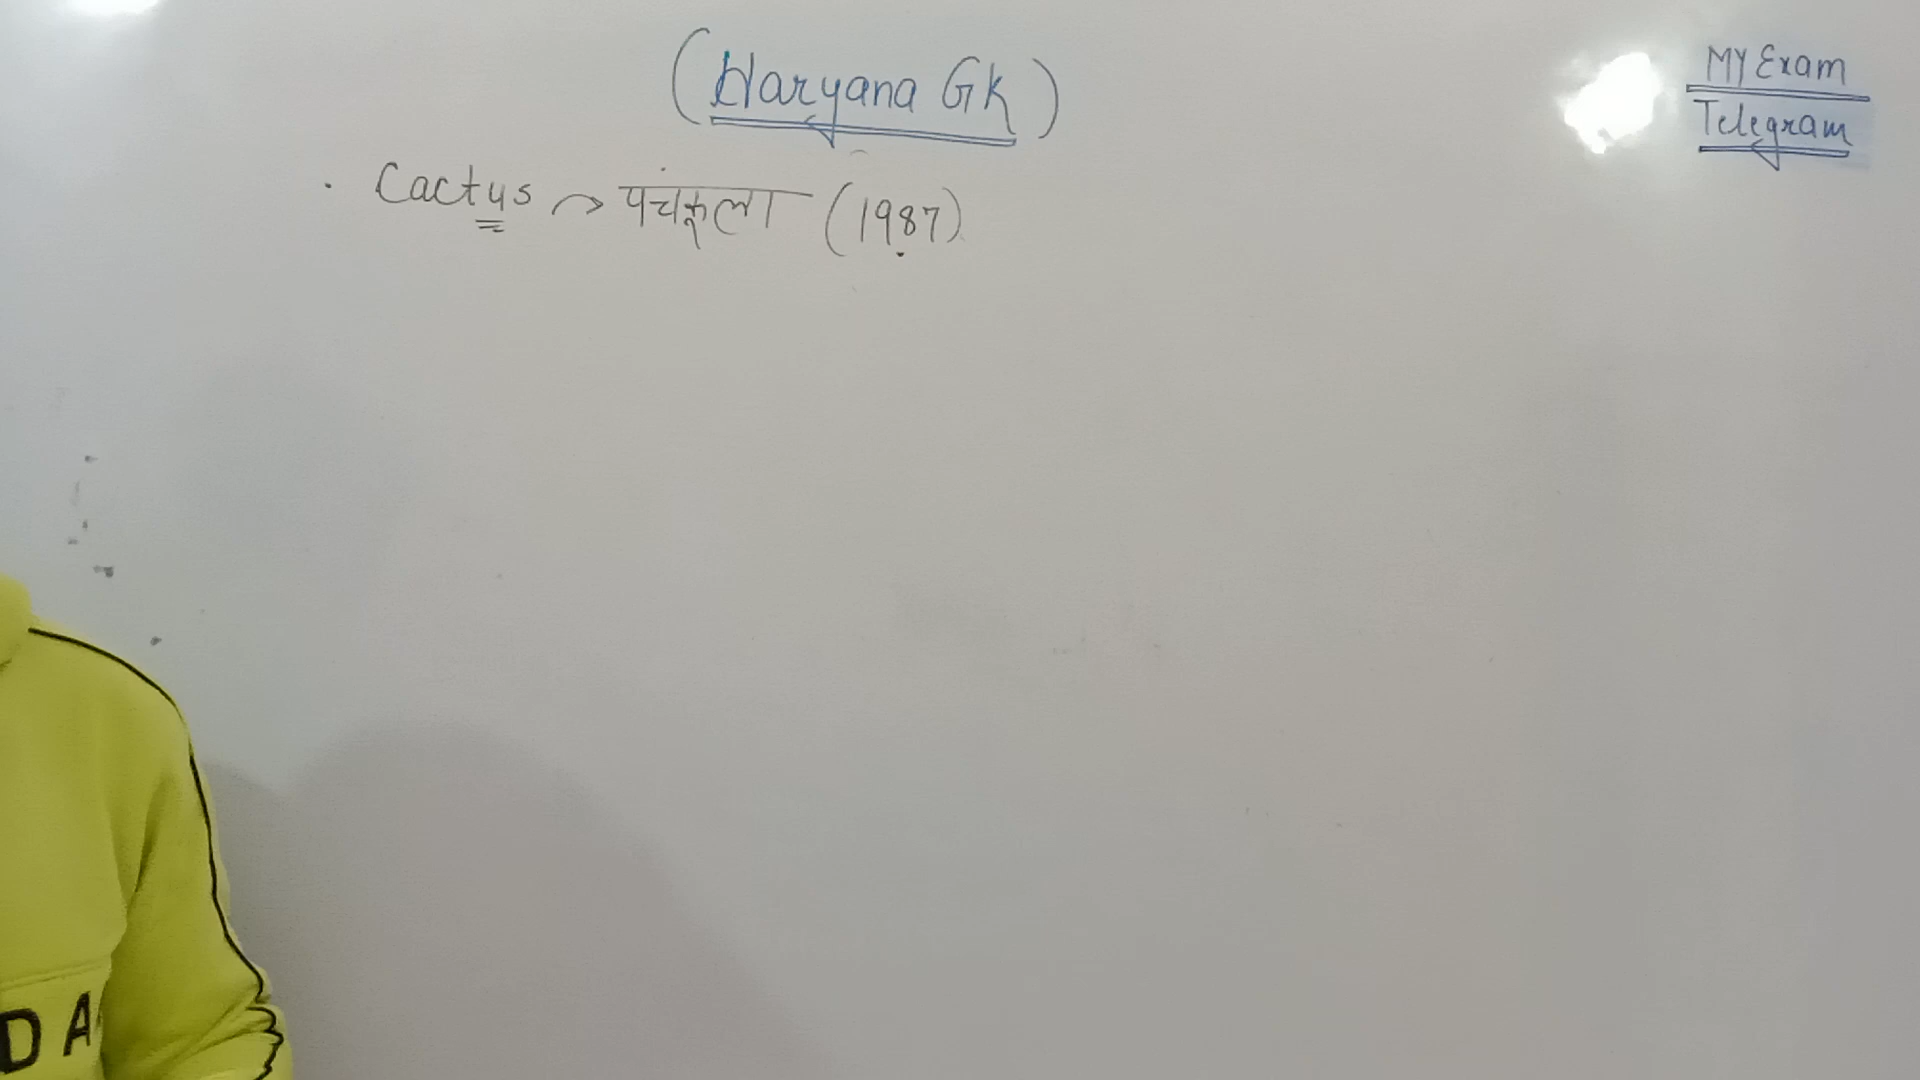 (Haryana GK)
MY Exam
Telegram
. Cactus → पंचकूला (1987)
DA